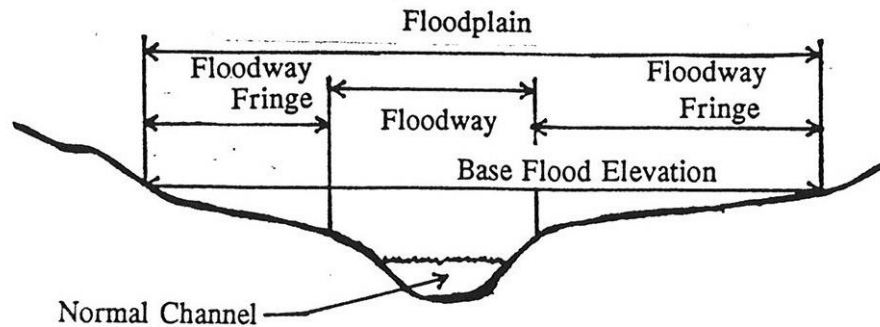 Floodplain
Floodway
Fringe
Floodway
Floodway
Fringe
Base Flood Elevation
Normal Channel